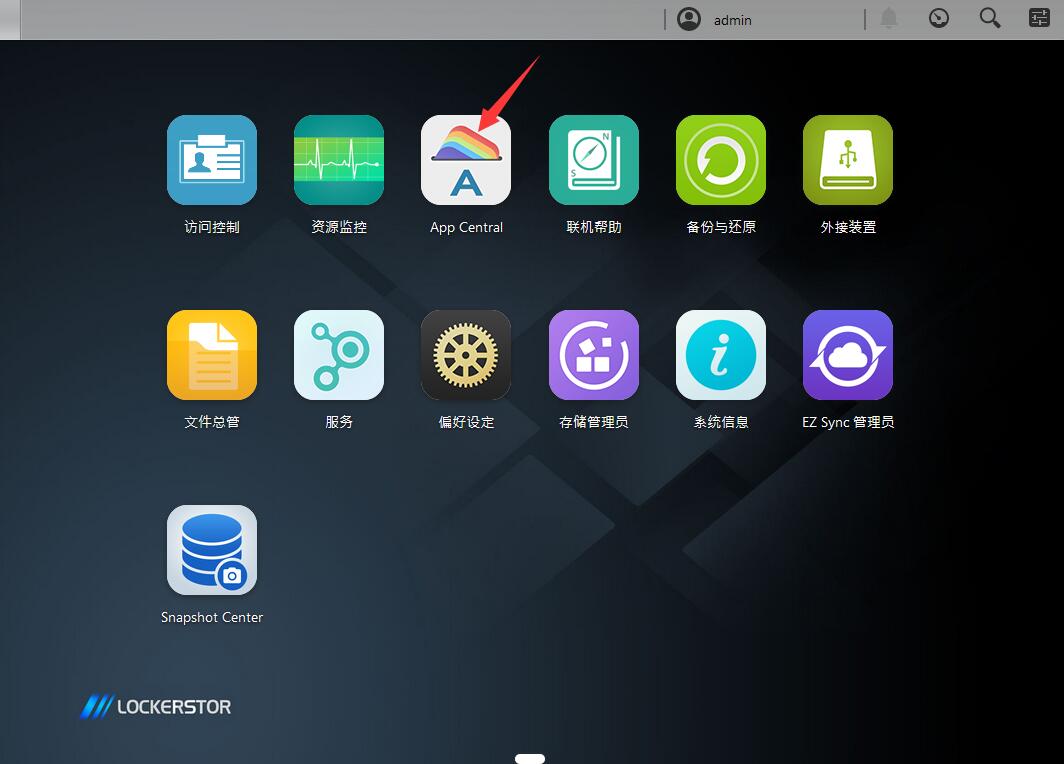 admin
访问控制
资源监控
App Central
联机帮助
备份与还原
外接装置
文件总管
服务
偏好设定
存储管理员
系统信息
EZ Sync 管理员
Snapshot Center
LOCKERSTOR